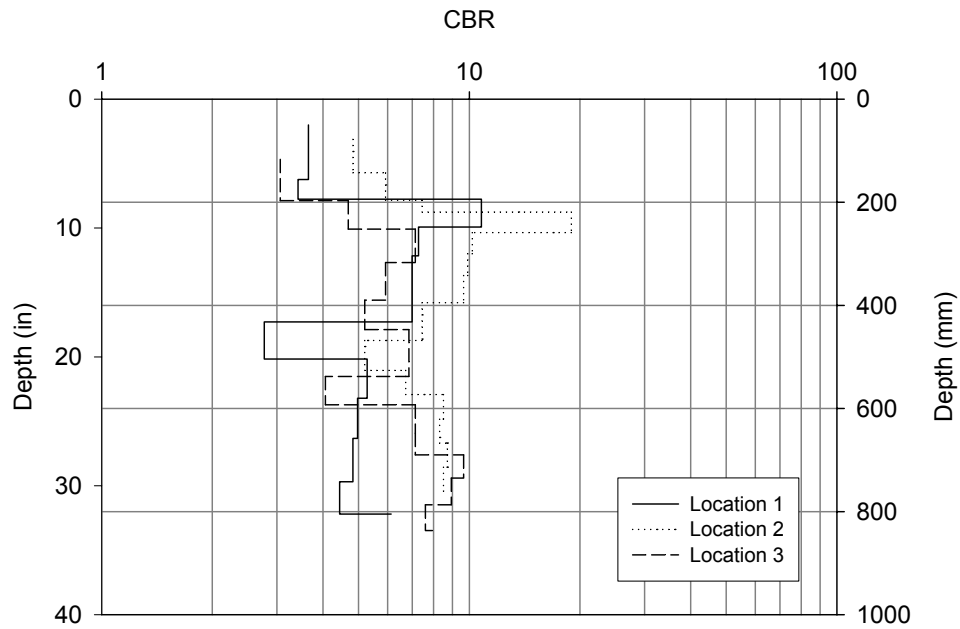 CBR
1 10 100
0 0
10 200
20 400
30 600
40 800
1000
Depth (in)
Depth (mm)
Location 1
Location 2
Location 3